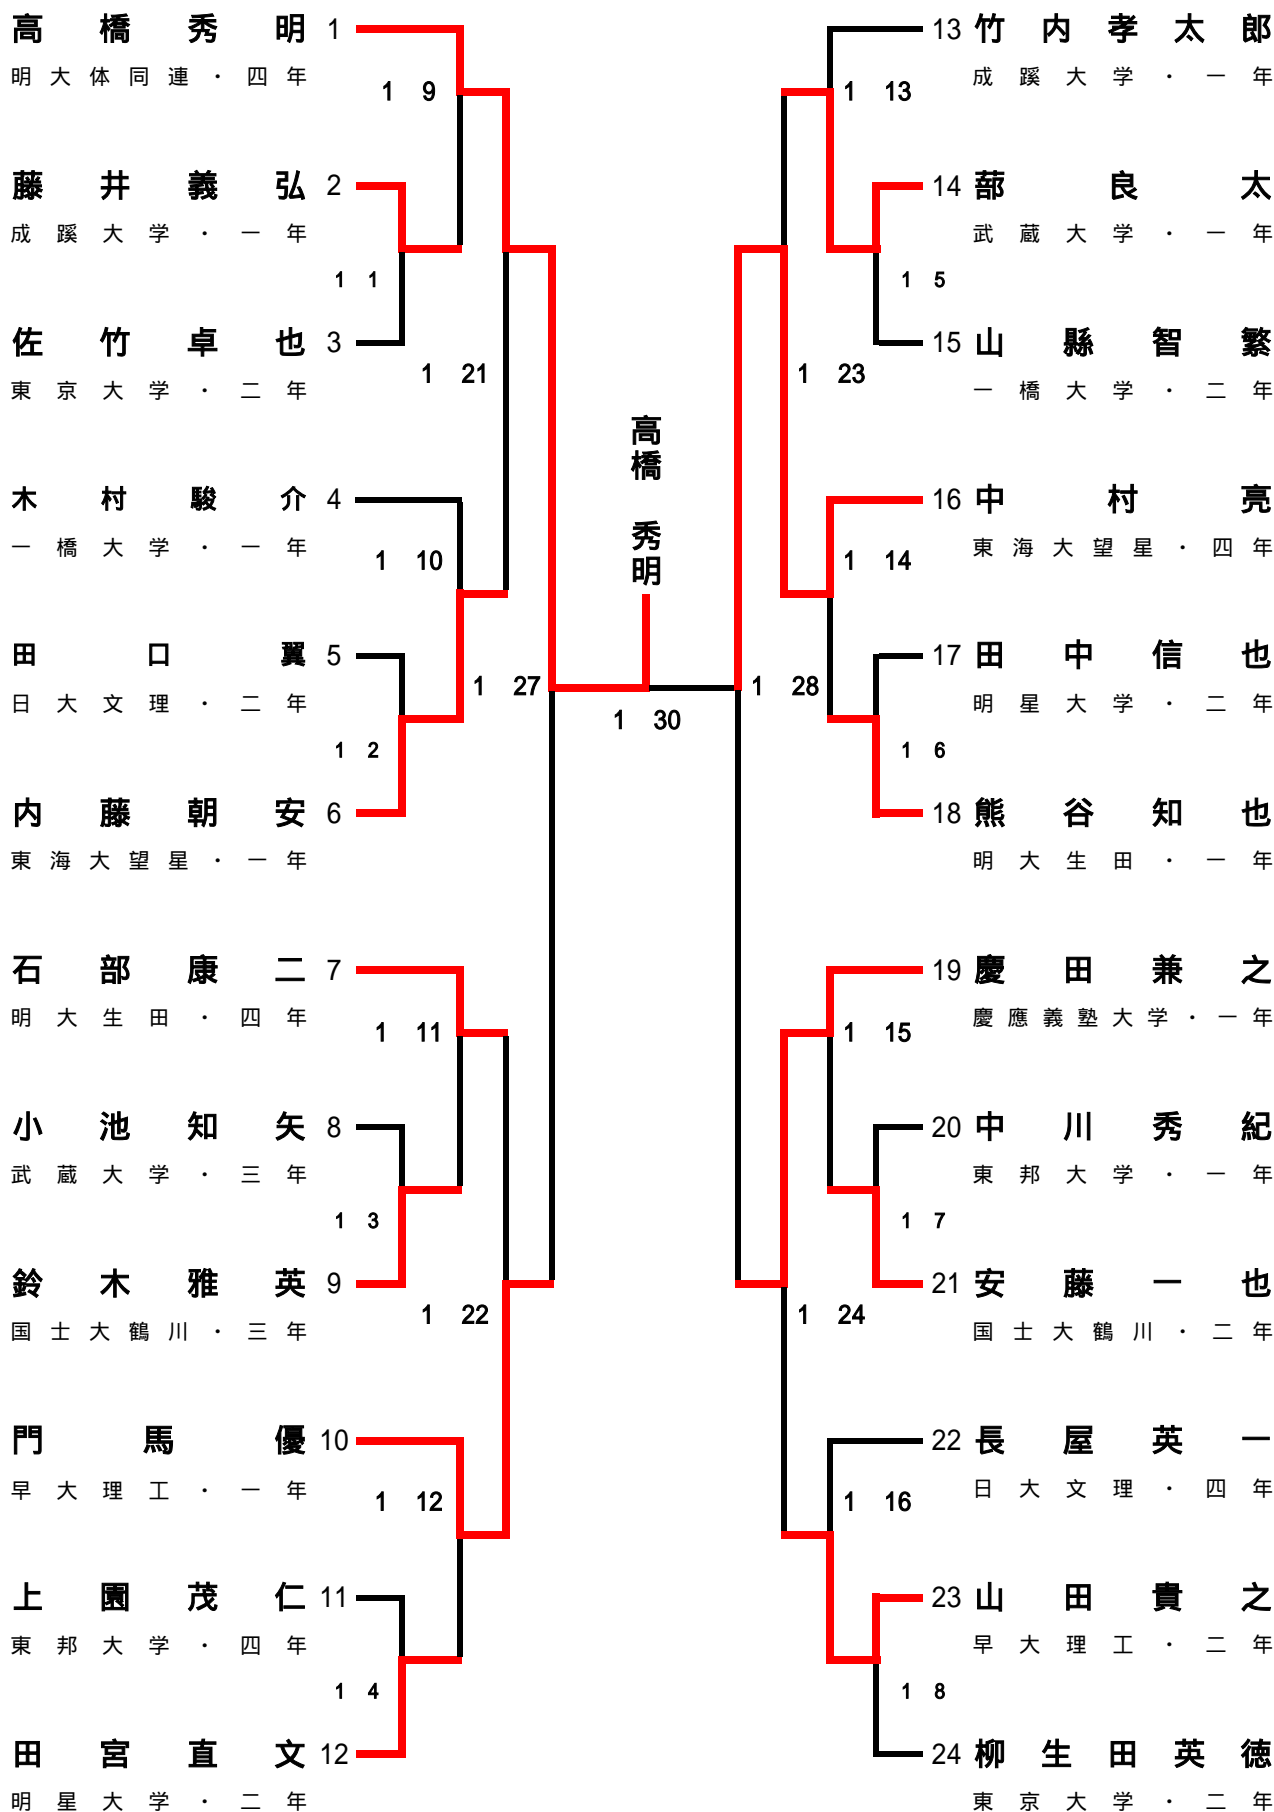 高橋秀明 1
明大体同連・四年
1 9
藤井義弘 2
成蹊大学・一年
1 1
佐竹卓也 3
東京大学・二年
1 21
木村駿介 4
一橋大学・一年
1 10
田口翼 5
日大文理・二年
1 27
1 2
内藤朝安 6
東海大望星・一年
石部康二 7
明大生田・四年
1 11
小池知矢 8
武蔵大学・三年
1 3
鈴木雅英 9
国士大鶴川・三年
1 22
門馬優 10
早大理工・一年
1 12
上園茂仁 11
東邦大学・四年
1 4
田宮直文 12
明星大学・二年
高橋 秀明
1 30
13 竹内孝太郎
成蹊大学・一年
1 13
14 蔀良太
武蔵大学・一年
1 5
15 山縣智繁
一橋大学・二年
1 23
16 中村亮
東海大望星・四年
1 14
17 田中信也
明星大学・二年
1 28
1 6
18 熊谷知也
明大生田・一年
19 慶田兼之
慶應義塾大学・一年
1 15
20 中川秀紀
東邦大学・一年
1 7
21 安藤一也
国士大鶴川・二年
1 24
22 長屋英一
日大文理・四年
1 16
23 山田貴之
早大理工・二年
1 8
24 柳生田英徳
東京大学・二年